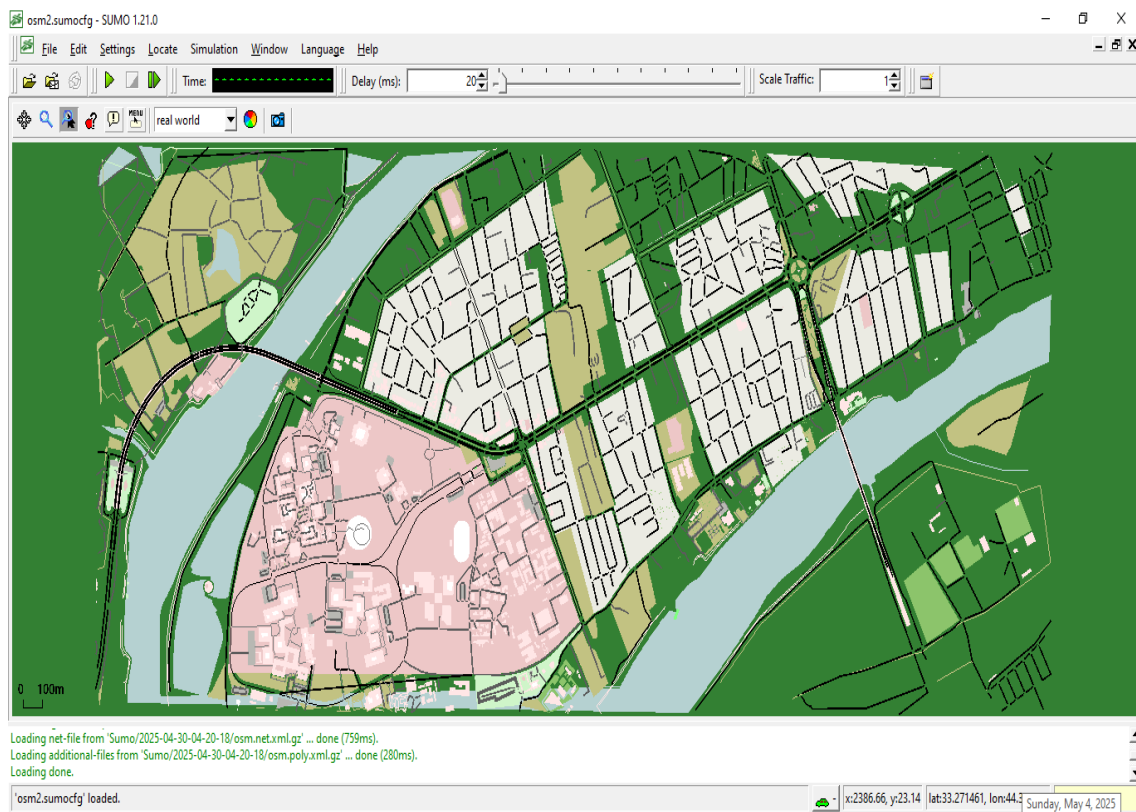 osm2.sumocfg - SUMO 1.21.0
File Edit Settings Locate Simulation Window Language Help
Time: Delay (ms): 20 Scale Traffic: 1
MENU real world
0 100m
Loading net-file from 'Sumo/2025-04-30-04-20-18/osm.net.xml.gz' ... done (759ms).
Loading additional-files from 'Sumo/2025-04-30-04-20-18/osm.poly.xml.gz' ... done (280ms).
Loading done.
'osm2.sumocfg' loaded. x:2386.66, y:23.14 lat:33.271461, lon:44.3
Sunday, May 4, 2025